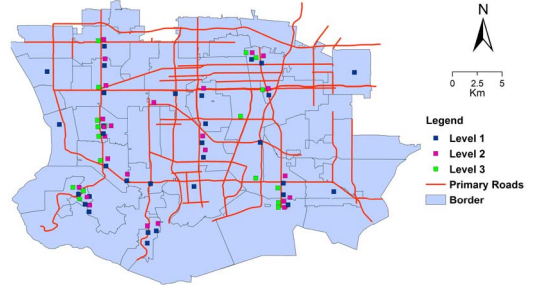 N
0 2.5 5
Km
Legend
Level 1
Level 2
Level 3
Primary Roads
Border